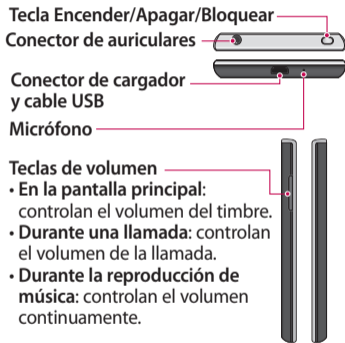 Tecla Encender/Apagar/Bloquear
Conector de auriculares
Conector de cargador
y cable USB
Micrófono
Teclas de volumen
• En la pantalla principal:
controlan el volumen del timbre.
• Durante una llamada: controlan
el volumen de la llamada.
• Durante la reproducción de
música: controlan el volumen
continuamente.